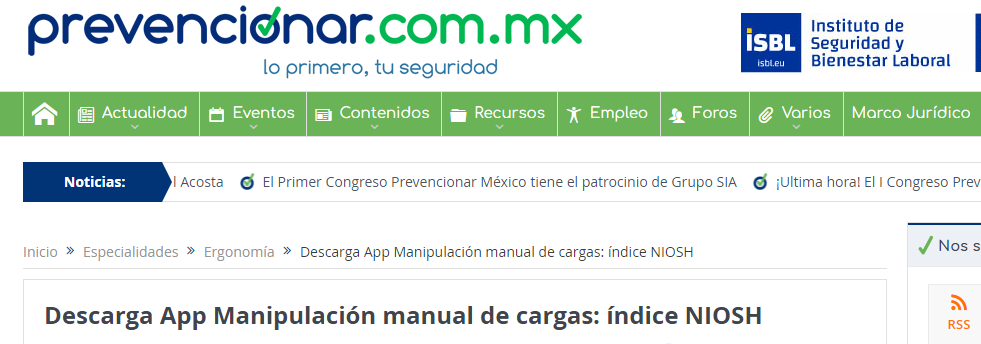 prevencionar.com.mx
lo primero, tu seguridad
iSBL
isbl.eu
Instituto de
Seguridad y
Bienestar Laboral
Actualidad Eventos Contenidos Recursos Empleo Foros Varios Marco Jurídico
Noticias: l Acosta El Primer Congreso Prevencionar México tiene el patrocinio de Grupo SIA ¡Ultima hora! El I Congreso Prev
Inicio » Especialidades » Ergonomía » Descarga App Manipulación manual de cargas: índice NIOSH
Nos s
Descarga App Manipulación manual de cargas: índice NIOSH
RSS